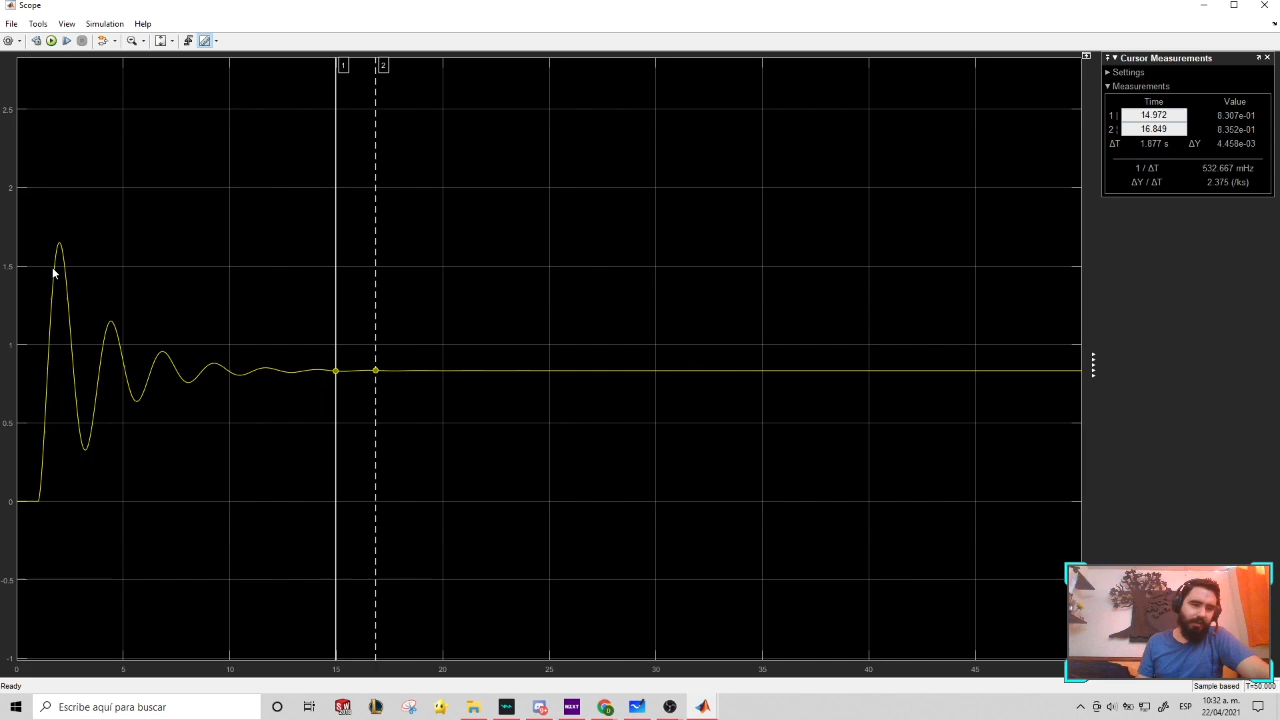 Scope
File Tools View Simulation Help
1 2
2.5
2
1.5
1
0.5
0
-0.5
-1
0 5 10 15 20 25 30 35 40 45
Cursor Measurements
Settings
Measurements
Time Value
1 | 14.972 8.307e-01
2 ¦ 16.849 8.352e-01
ΔT 1.877 s ΔY 4.458e-03
1 / ΔT 532.667 mHz
ΔY / ΔT 2.375 (/ks)
Ready
Sample based T=50.000
Escribe aquí para buscar
ESP
10:32 a. m.
22/04/2021